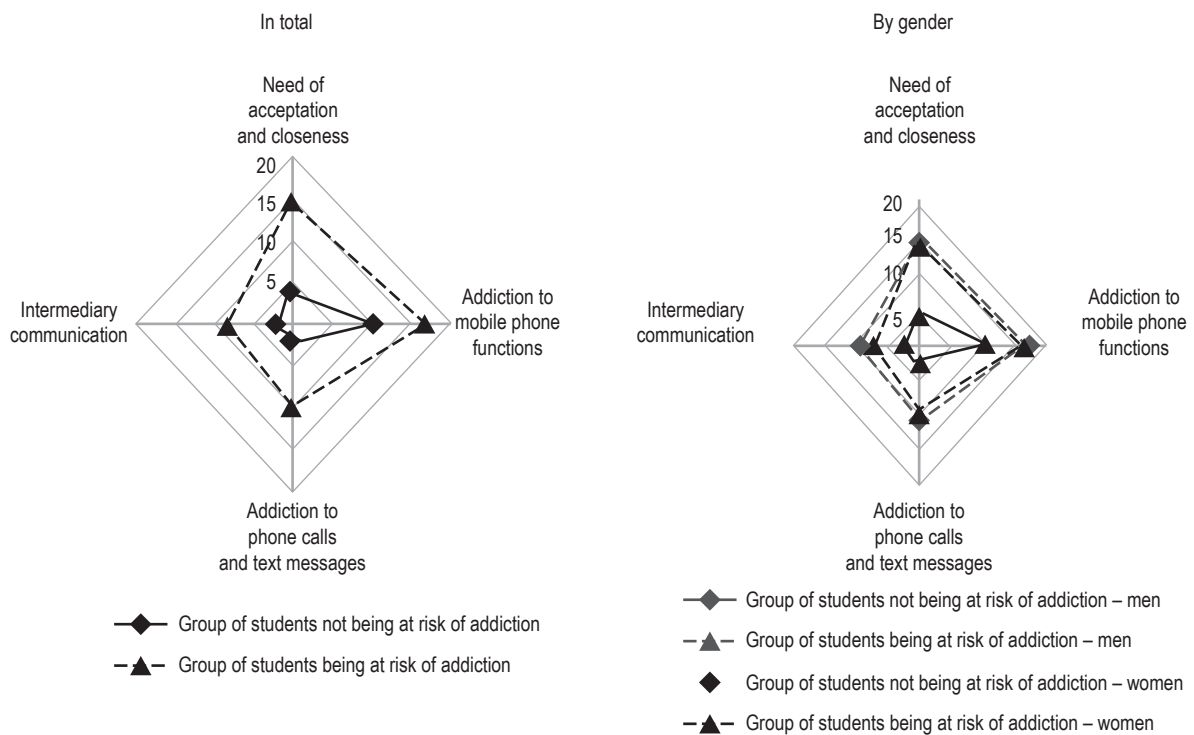 In total
Need of
acceptation
and closeness
20
15
10
5
Intermediary
communication
Addiction to
mobile phone
functions
Addiction to
phone calls
and text messages
Group of students not being at risk of addiction
Group of students being at risk of addiction
By gender
Need of
acceptation
and closeness
20
15
10
5
Intermediary
communication
Addiction to
mobile phone
functions
Addiction to
phone calls
and text messages
Group of students not being at risk of addiction – men
Group of students being at risk of addiction – men
Group of students not being at risk of addiction – women
Group of students being at risk of addiction – women